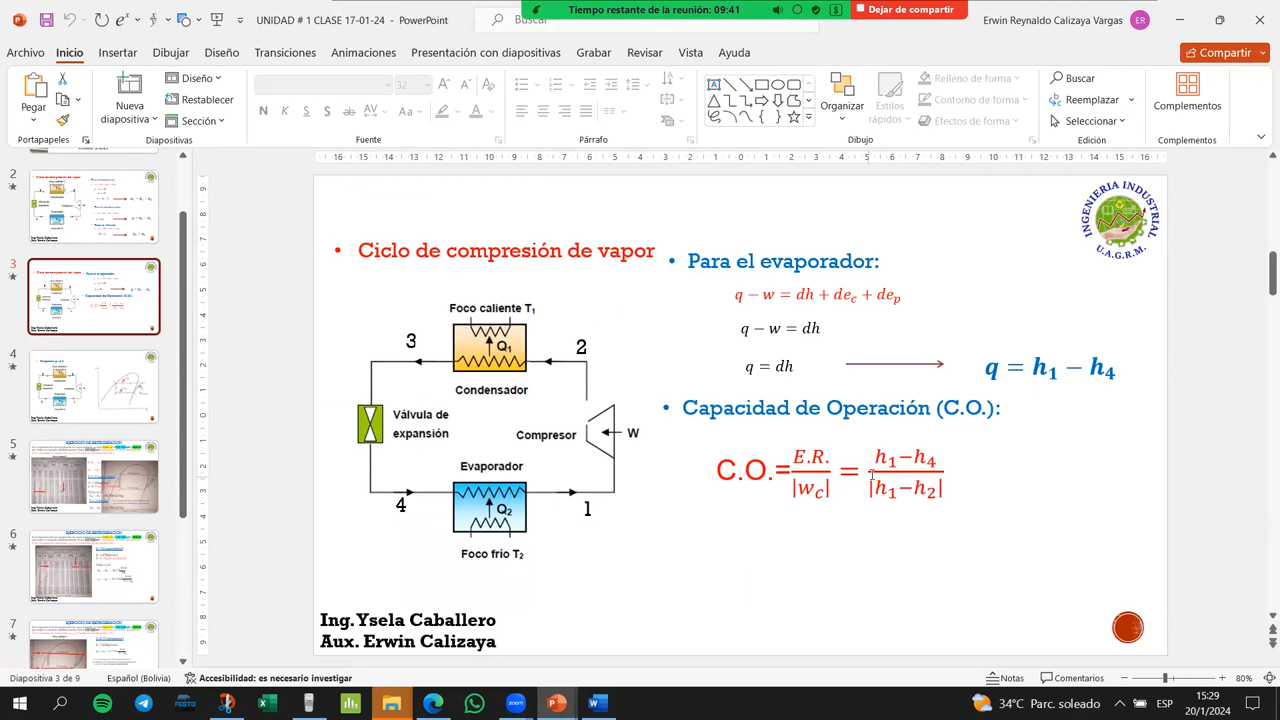 UNIDAD # 1 CLASE 17-01-24 - PowerPoint
Buscar
Tiempo restante de la reunión: 09:41
Dejar de compartir
Erwin Reynaldo Calizaya Vargas
ER
Archivo Inicio Insertar Dibujar Diseño Transiciones Animaciones Presentación con diapositivas Grabar Revisar Vista Ayuda
Compartir
Pegar
Nueva diapositiva
Diseño
Restablecer
Sección
Organizar
Estilos rápidos
Relleno de forma
Contorno de forma
Efectos de forma
Buscar
Reemplazar
Seleccionar
Complementos
Portapapeles Diapositivas Fuente Párrafo Dibujo Edición Complementos
2
3
4
5
6
INGENIERIA INDUSTRIAL
U.A.G.R.M.
• Ciclo de compresión de vapor
Foco caliente T₁
3
2
Q₁
Condensador
Válvula de expansión
Compresor
W
Evaporador
4
Q₂
1
Foco frío T₂
• Para el evaporador:
q − w = dh + de_c + de_p
q − w = dh
q = dh
q = h₁ − h₄
• Capacidad de Operación (C.O.):
C.O.= E.R. / |w_c| = h₁−h₄ / |h₁−h₂|
Ing. Ysela Caballero
Aux. Erwin Calizaya
Diapositiva 3 de 9
Español (Bolivia)
Accesibilidad: es necesario investigar
Notas
Comentarios
80%
34°C Parc. soleado
ESP
15:29
20/1/2024